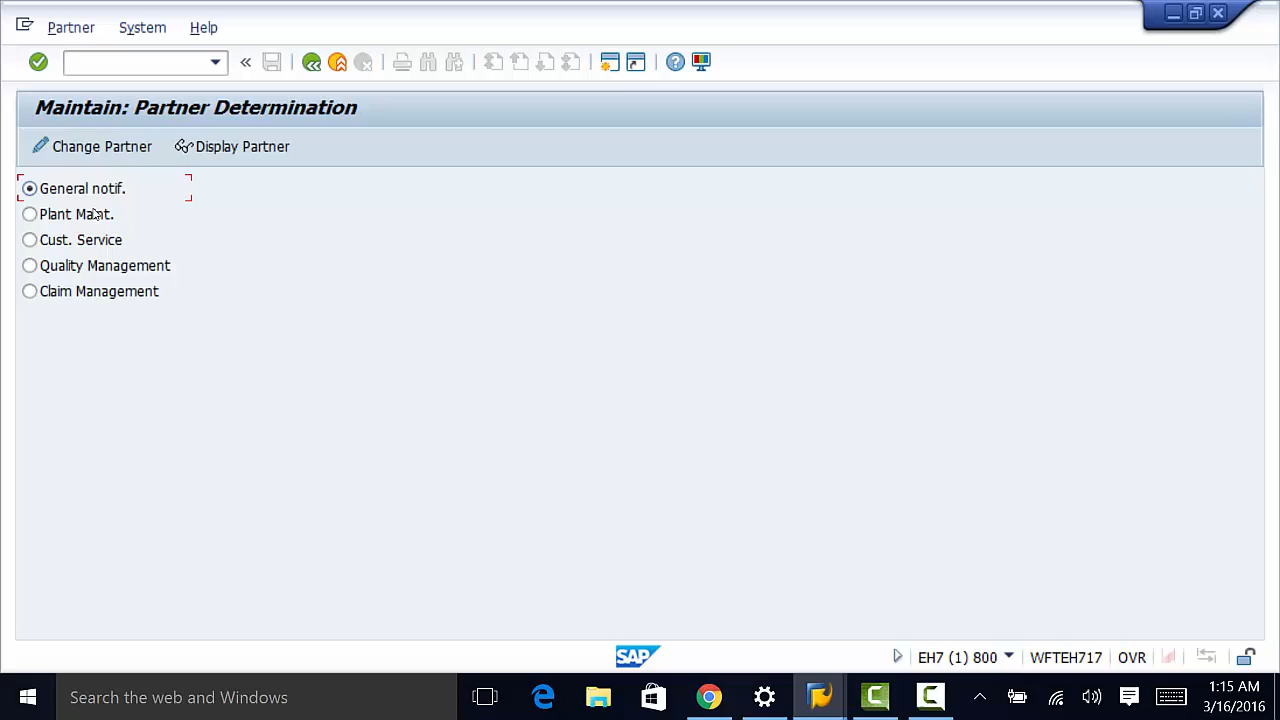 Partner System Help
Maintain: Partner Determination
Change Partner Display Partner
General notif.
Plant Maint.
Cust. Service
Quality Management
Claim Management
SAP EH7 (1) 800 WFTEH717 OVR
Search the web and Windows
1:15 AM
3/16/2016